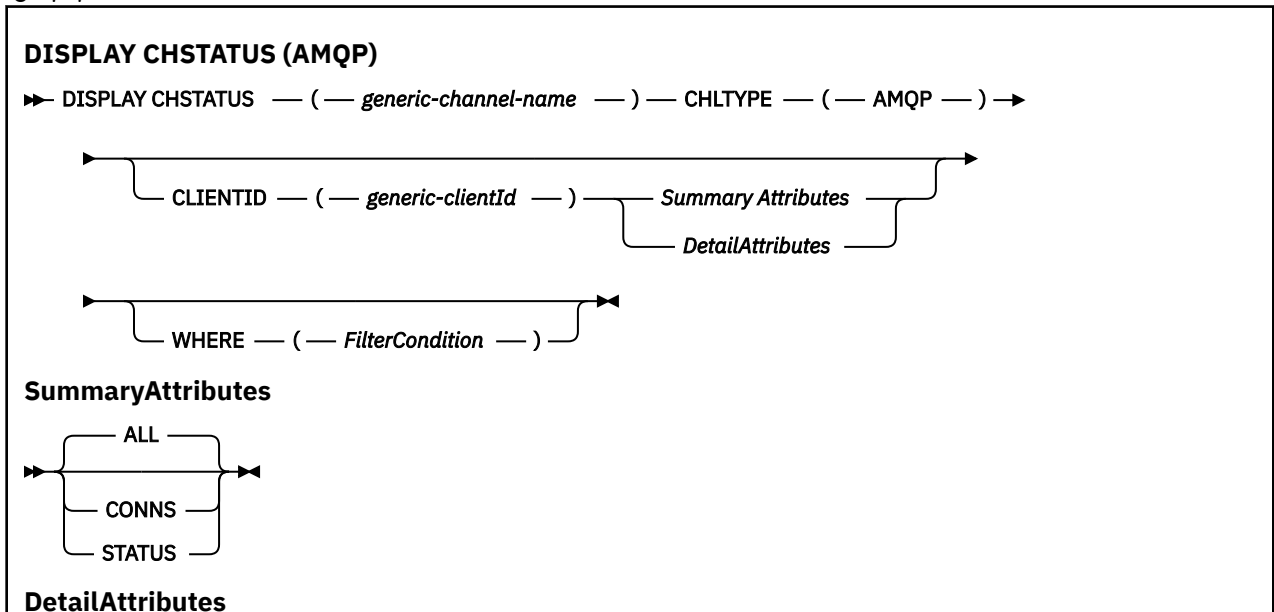 DISPLAY CHSTATUS (AMQP)
DISPLAY CHSTATUS ( generic-channel-name ) CHLTYPE ( AMQP )
CLIENTID ( generic-clientId ) Summary Attributes
DetailAttributes
WHERE ( FilterCondition )
SummaryAttributes
ALL
CONNS
STATUS
DetailAttributes